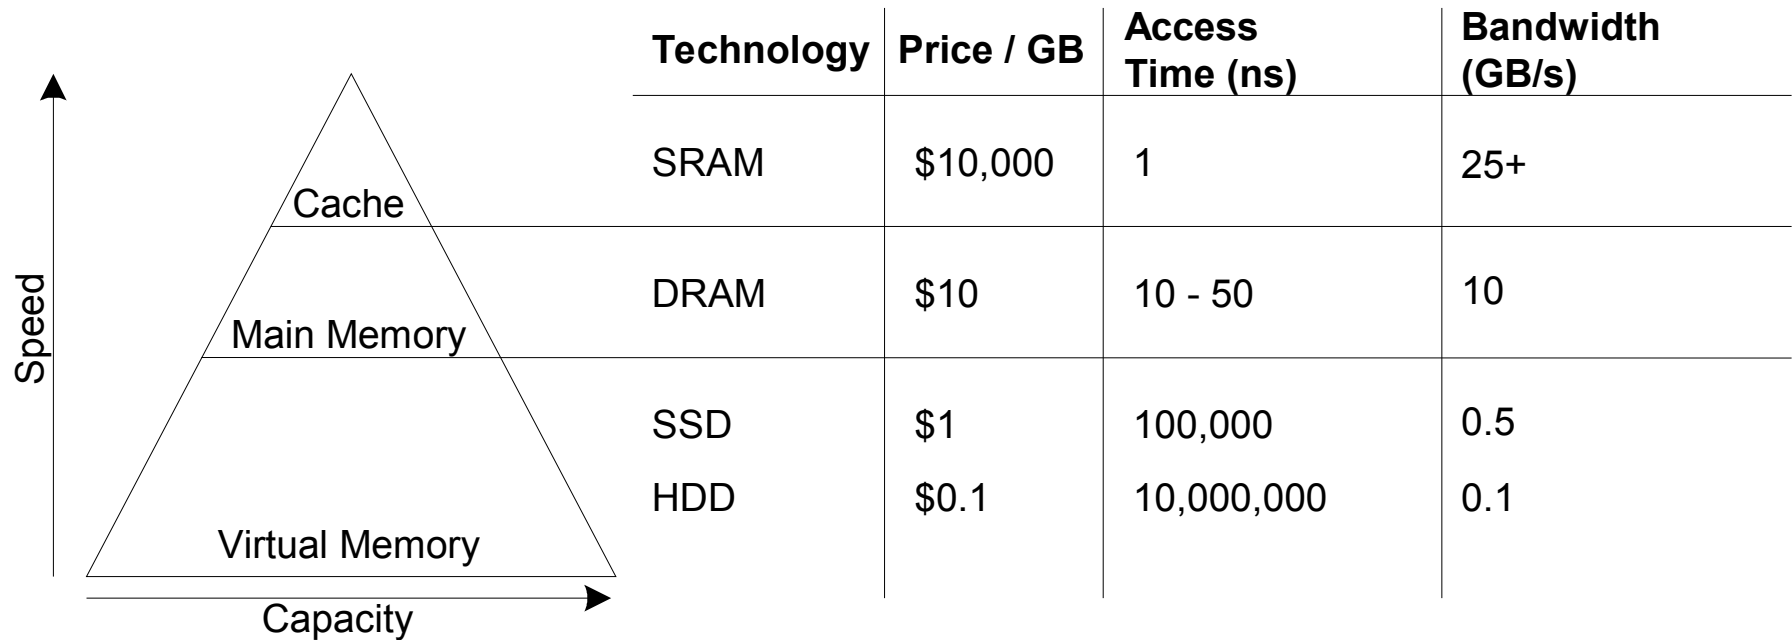 Technology
Price / GB
Access
Time (ns)
Bandwidth
(GB/s)
SRAM
$10,000
1
25+
Cache
DRAM
$10
10 - 50
10
Main Memory
Speed
SSD
$1
100,000
0.5
HDD
$0.1
10,000,000
0.1
Virtual Memory
Capacity